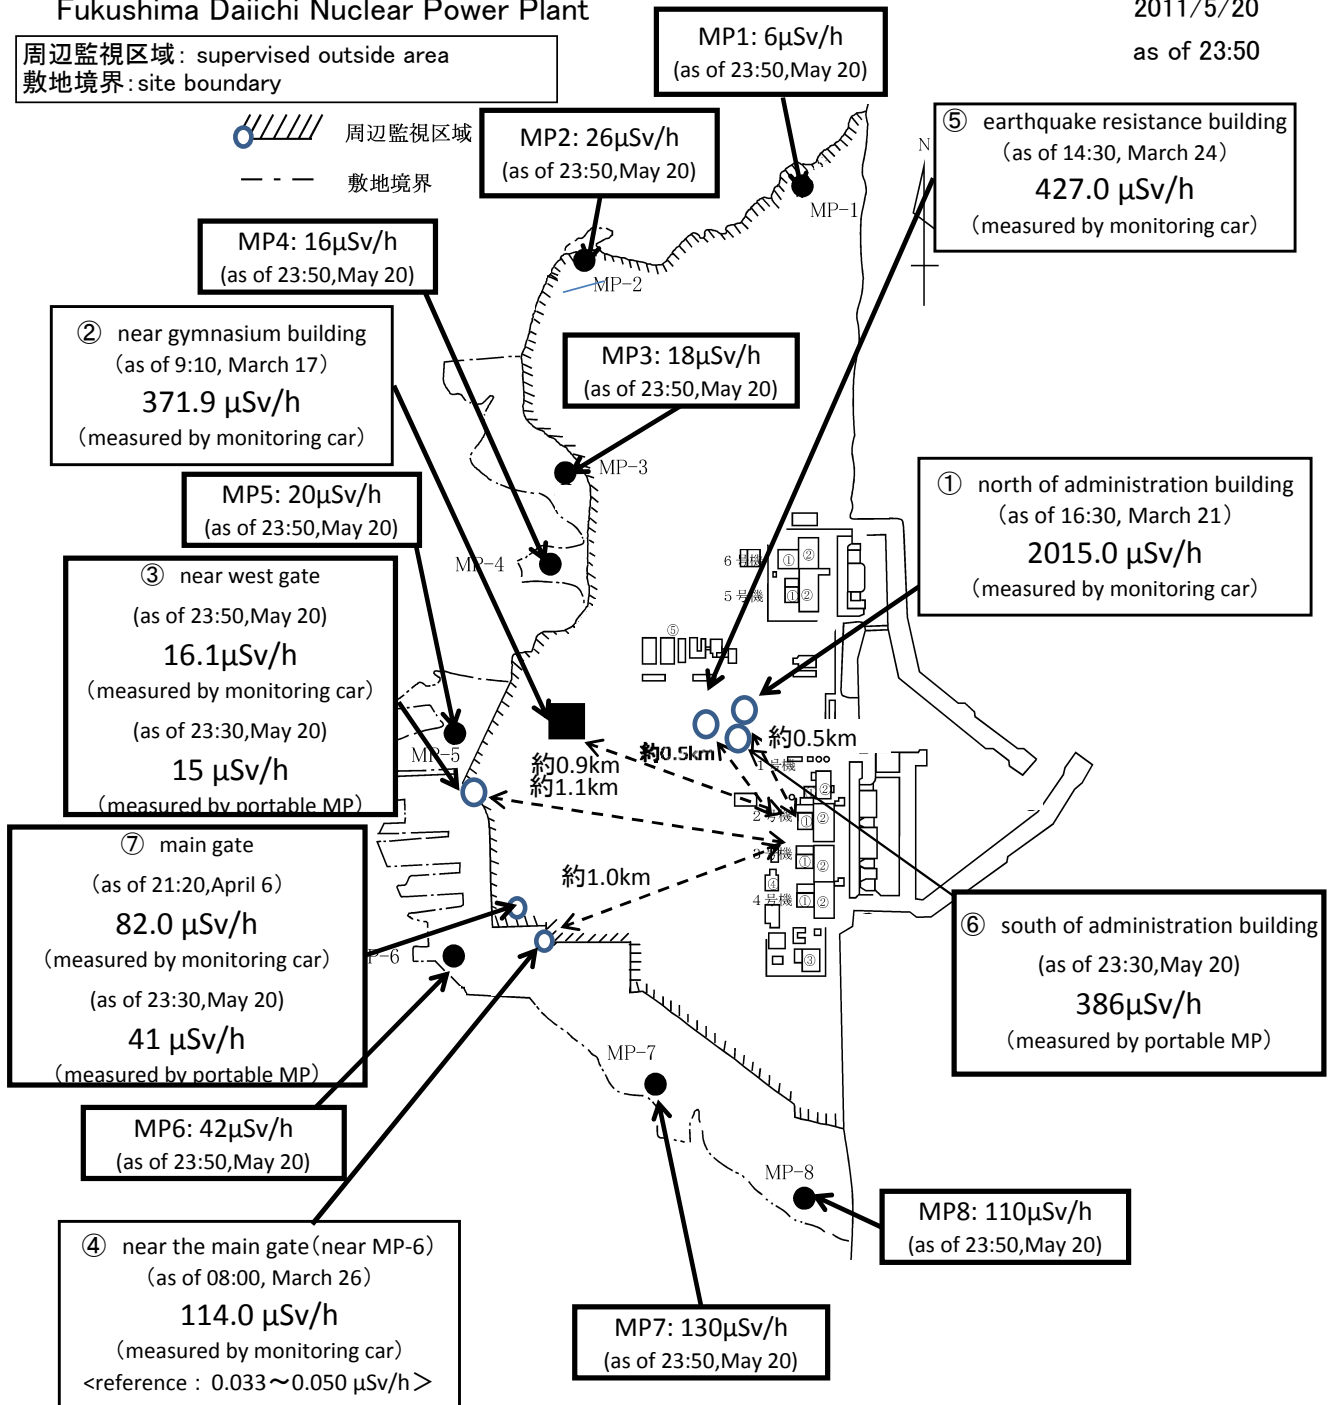 Fukushima Daiichi Nuclear Power Plant
2011/5/20
as of 23:50
周辺監視区域: supervised outside area
敷地境界:site boundary
周辺監視区域
敷地境界
MP1: 6μSv/h
(as of 23:50,May 20)
MP2: 26μSv/h
(as of 23:50,May 20)
⑤ earthquake resistance building
(as of 14:30, March 24)
427.0 μSv/h
(measured by monitoring car)
N
MP-1
MP4: 16μSv/h
(as of 23:50,May 20)
MP-2
② near gymnasium building
(as of 9:10, March 17)
371.9 μSv/h
(measured by monitoring car)
MP3: 18μSv/h
(as of 23:50,May 20)
MP-3
MP5: 20μSv/h
(as of 23:50,May 20)
① north of administration building
(as of 16:30, March 21)
2015.0 μSv/h
(measured by monitoring car)
MP-4
③ near west gate
(as of 23:50,May 20)
16.1μSv/h
(measured by monitoring car)
(as of 23:30,May 20)
15 μSv/h
(measured by portable MP)
6号機
① ②
5号機
① ②
⑤
MP-5
約0.9km
約1.1km
約0.5km
約0.5km
1号機
②
2号機
① ②
3号機
① ②
④
4号機
① ②
③
約1.0km
⑦ main gate
(as of 21:20,April 6)
82.0 μSv/h
(measured by monitoring car)
(as of 23:30,May 20)
41 μSv/h
(measured by portable MP)
P-6
⑥ south of administration building
(as of 23:30,May 20)
386μSv/h
(measured by portable MP)
MP-7
MP6: 42μSv/h
(as of 23:50,May 20)
MP-8
MP8: 110μSv/h
(as of 23:50,May 20)
④ near the main gate(near MP-6)
(as of 08:00, March 26)
114.0 μSv/h
(measured by monitoring car)
<reference : 0.033〜0.050 μSv/h>
MP7: 130μSv/h
(as of 23:50,May 20)